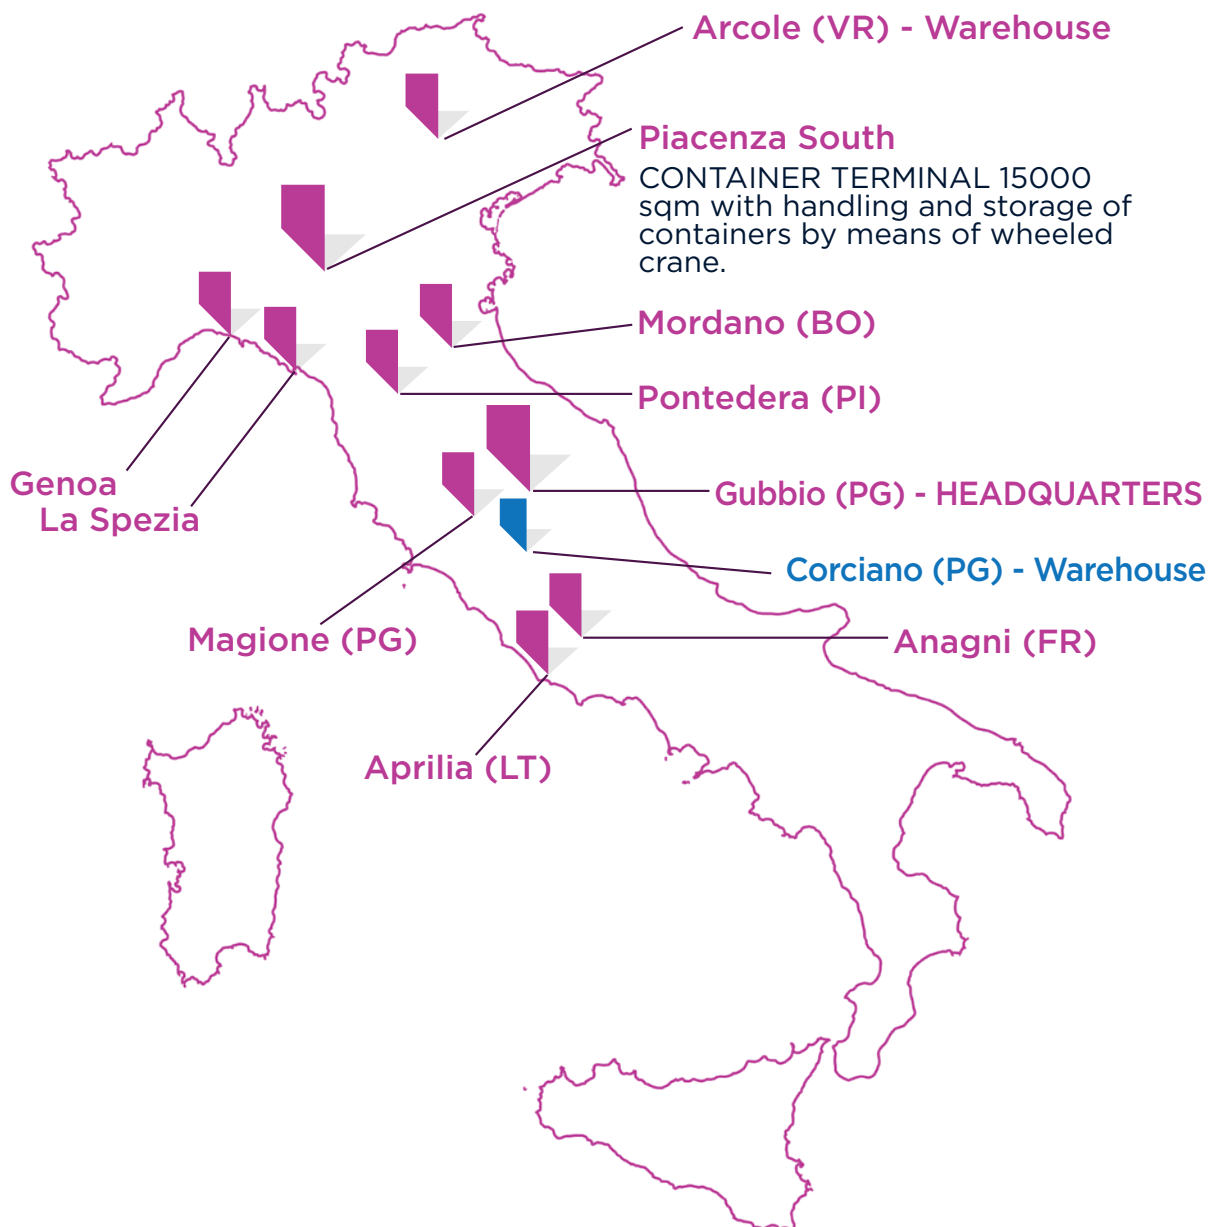 Arcole (VR) - Warehouse
Piacenza South
CONTAINER TERMINAL 15000
sqm with handling and storage of
containers by means of wheeled
crane.
Mordano (BO)
Pontedera (PI)
Genoa
La Spezia
Gubbio (PG) - HEADQUARTERS
Corciano (PG) - Warehouse
Magione (PG)
Anagni (FR)
Aprilia (LT)